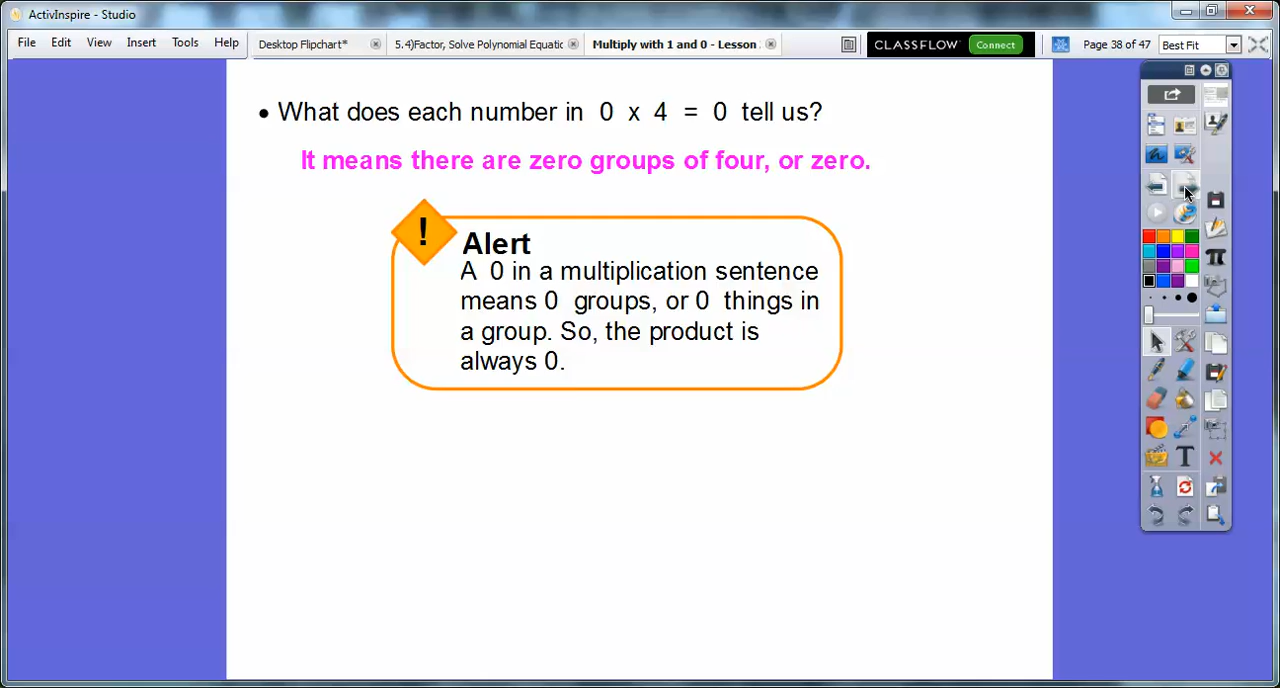 ActivInspire - Studio
File Edit View Insert Tools Help
Desktop Flipchart*
5.4)Factor, Solve Polynomial Equatic
Multiply with 1 and 0 - Lesson
CLASSFLOW Connect
Page 38 of 47
Best Fit
• What does each number in 0 x 4 = 0 tell us?
It means there are zero groups of four, or zero.
!
Alert
A 0 in a multiplication sentence
means 0 groups, or 0 things in
a group. So, the product is
always 0.